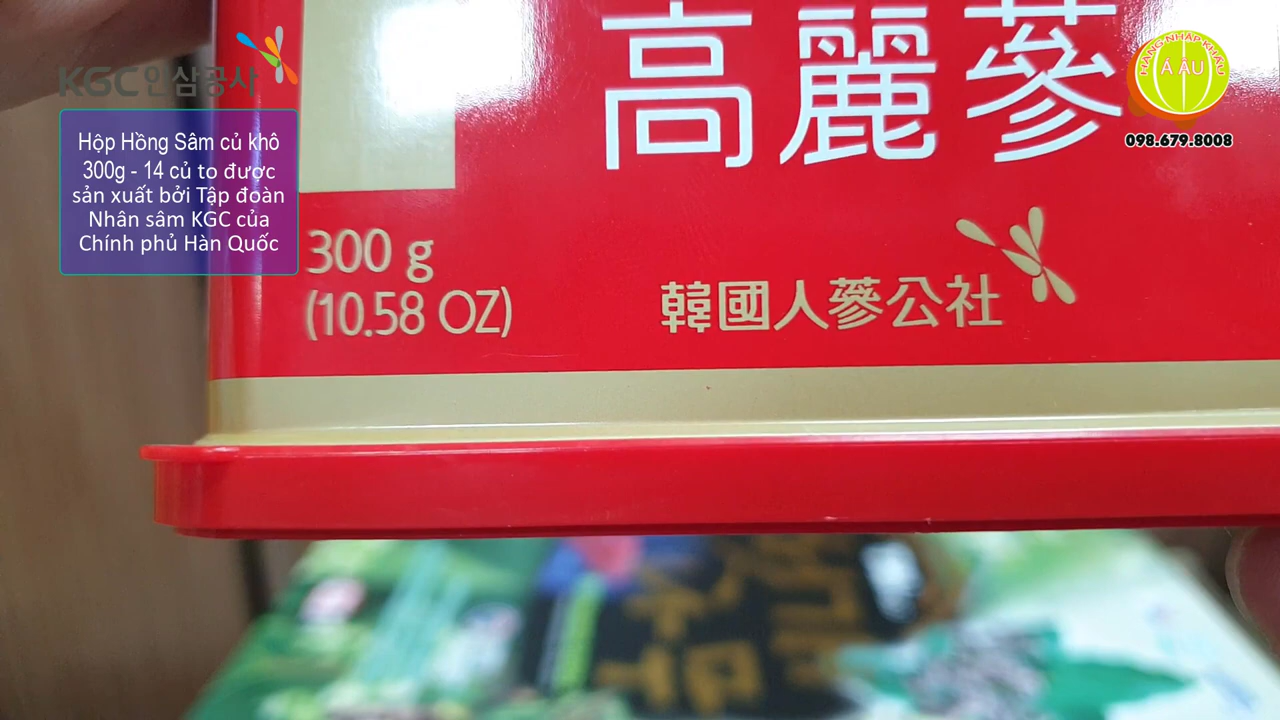 KGC인삼공사
Hộp Hồng Sâm củ khô
300g - 14 củ to được
sản xuất bởi Tập đoàn
Nhân sâm KGC của
Chính phủ Hàn Quốc
高麗蔘
HÀNG NHẬP KHẨU
Á ÂU
098.679.8008
300 g
(10.58 OZ)
韓國人蔘公社